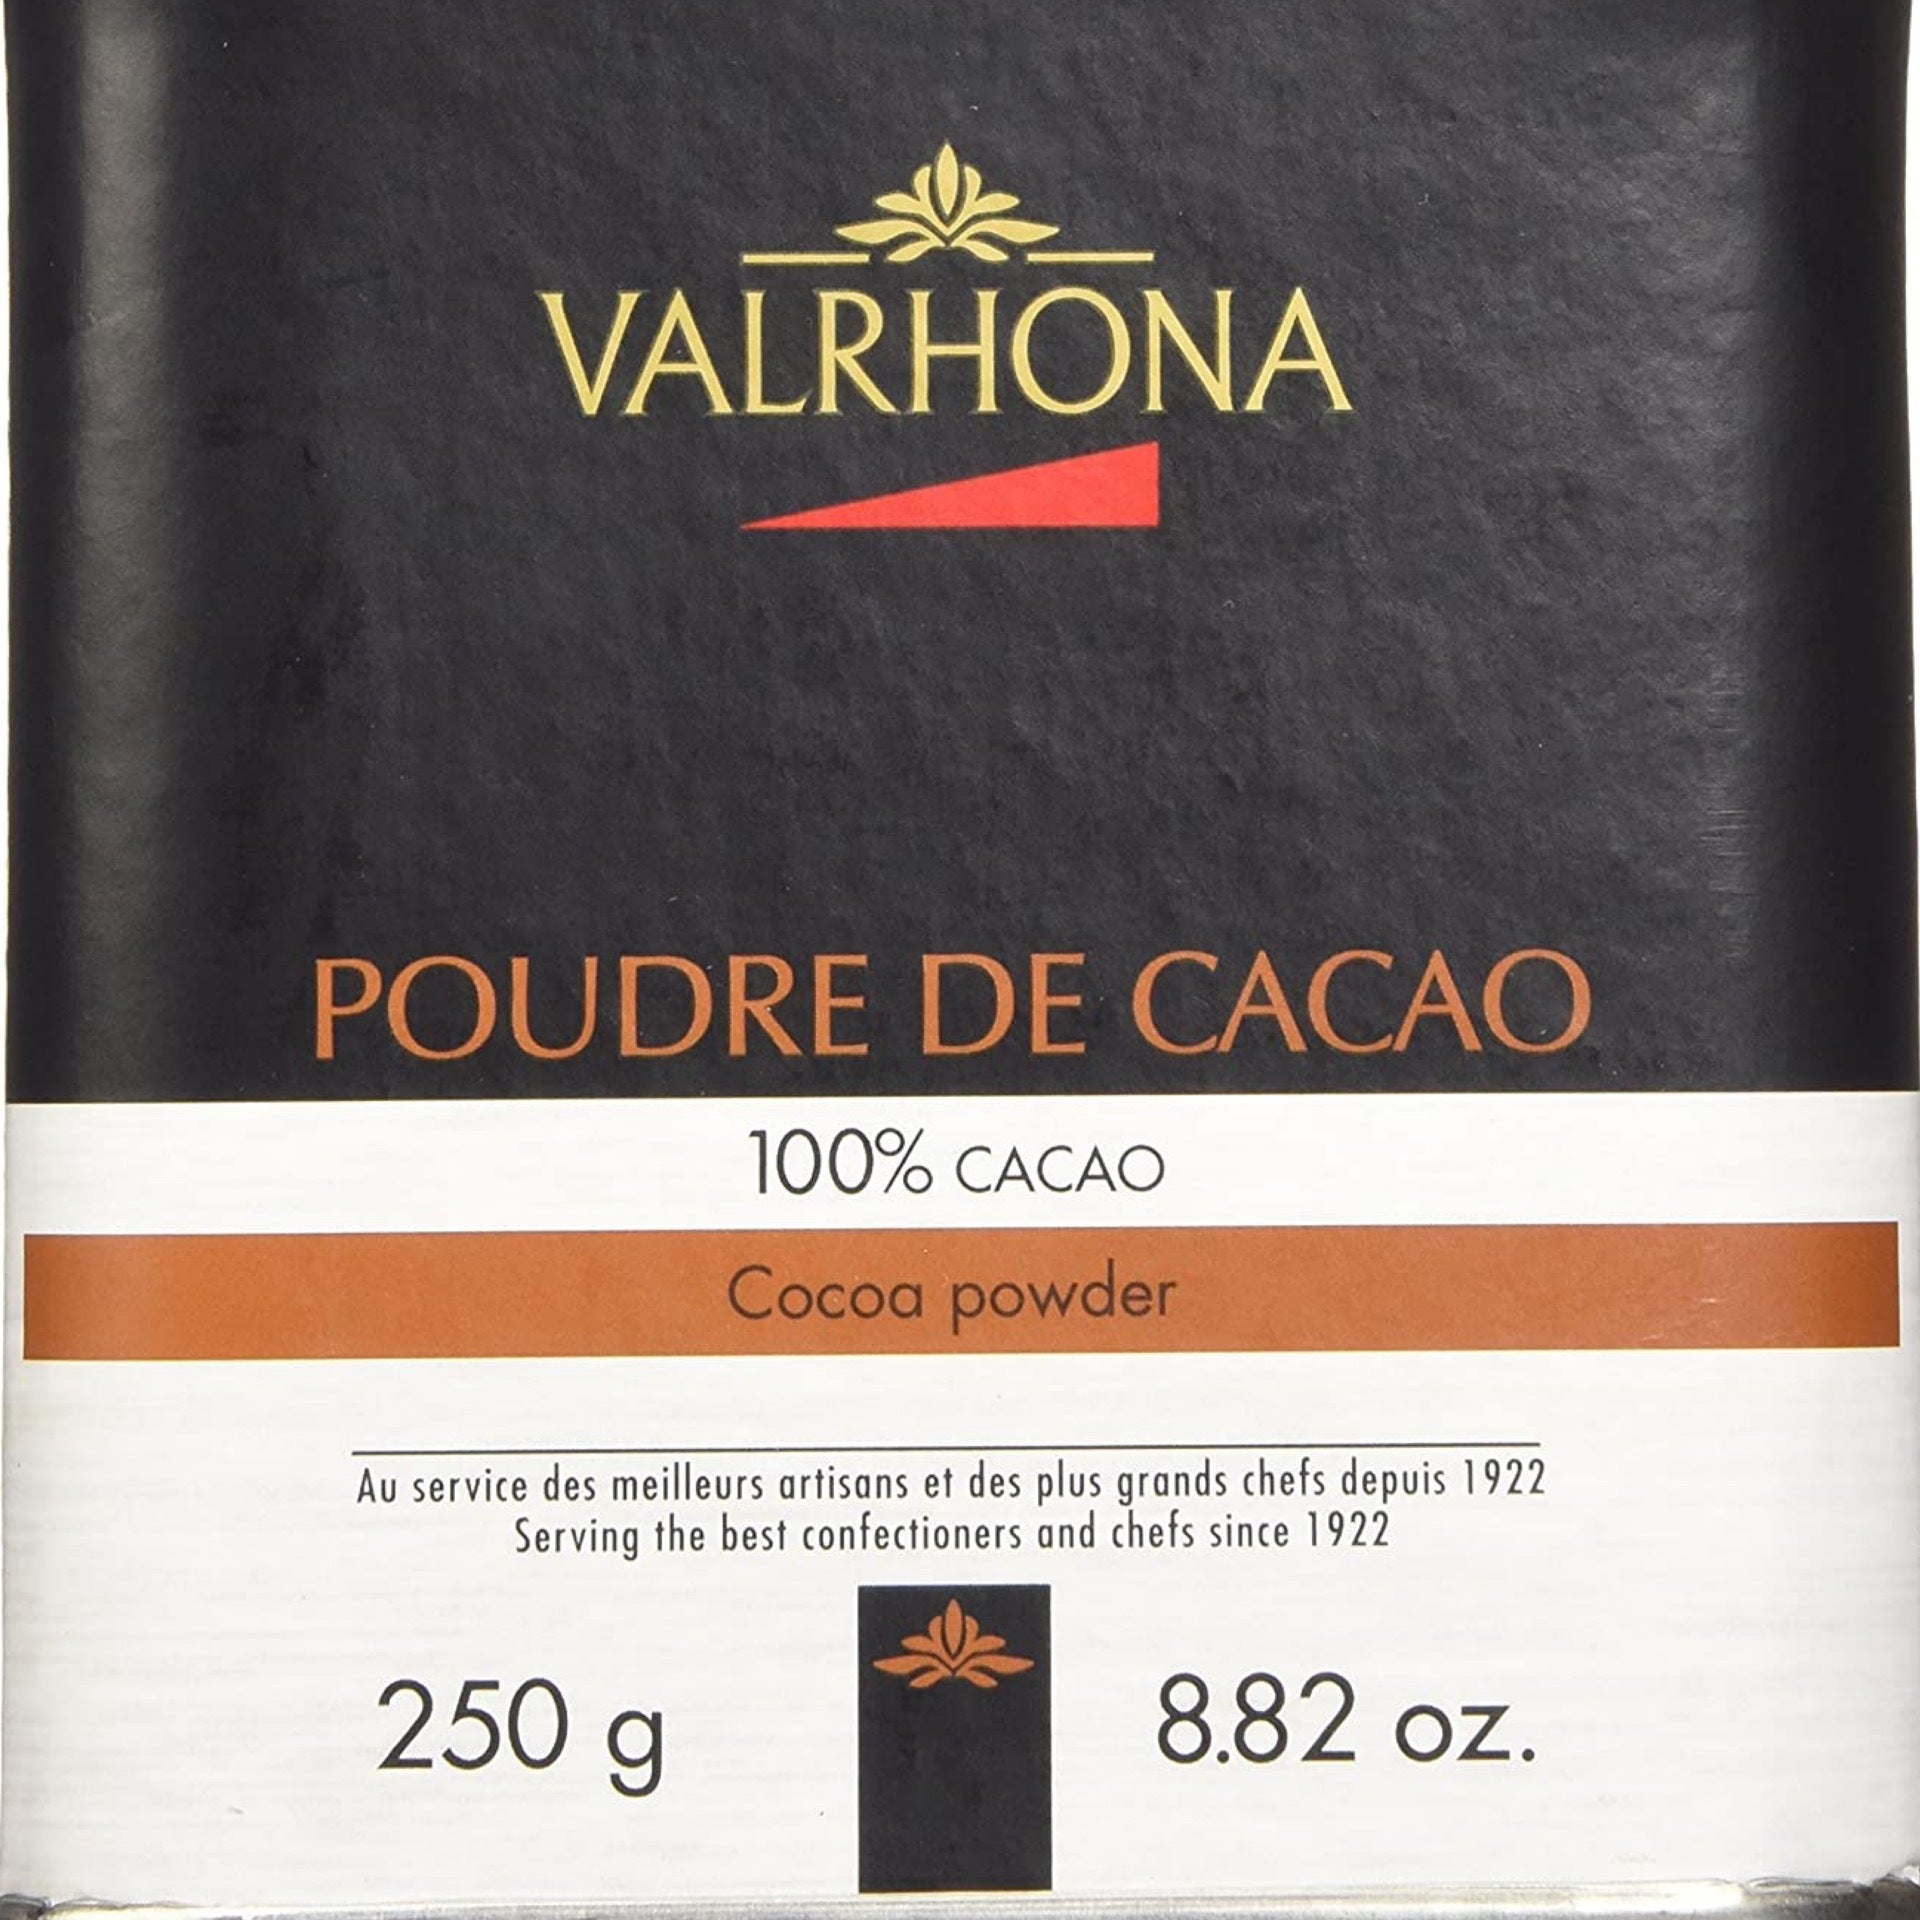 VALRHONA
POUDRE DE CACAO
100% CACAO
Cocoa powder
Au service des meilleurs artisans et des plus grands chefs depuis 1922
Serving the best confectioners and chefs since 1922
250 g 8.82 oz.